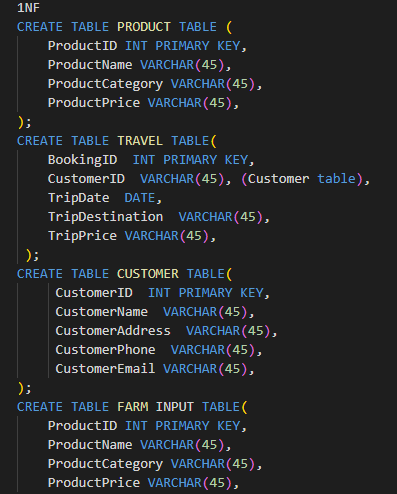 1NF
CREATE TABLE PRODUCT TABLE (
ProductID INT PRIMARY KEY,
ProductName VARCHAR(45),
ProductCategory VARCHAR(45),
ProductPrice VARCHAR(45),
);
CREATE TABLE TRAVEL TABLE(
BookingID  INT PRIMARY KEY,
CustomerID  VARCHAR(45), (Customer table),
TripDate  DATE,
TripDestination  VARCHAR(45),
TripPrice VARCHAR(45),
);
CREATE TABLE CUSTOMER TABLE(
CustomerID  INT PRIMARY KEY,
CustomerName  VARCHAR(45),
CustomerAddress  VARCHAR(45),
CustomerPhone  VARCHAR(45),
CustomerEmail VARCHAR(45),
);
CREATE TABLE FARM INPUT TABLE(
ProductID INT PRIMARY KEY,
ProductName VARCHAR(45),
ProductCategory VARCHAR(45),
ProductPrice VARCHAR(45),